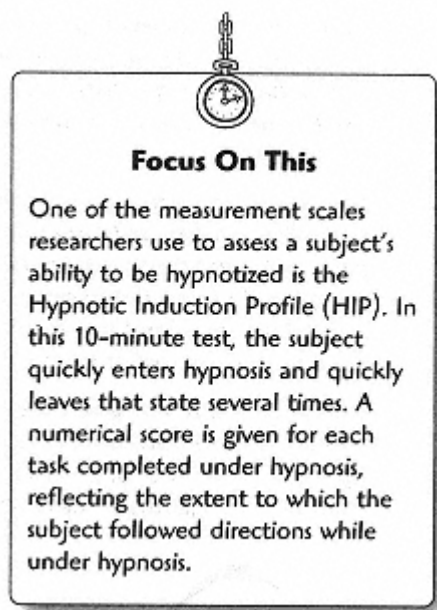 Focus On This
One of the measurement scales
researchers use to assess a subject's
ability to be hypnotized is the
Hypnotic Induction Profile (HIP). In
this 10-minute test, the subject
quickly enters hypnosis and quickly
leaves that state several times. A
numerical score is given for each
task completed under hypnosis,
reflecting the extent to which the
subject followed directions while
under hypnosis.